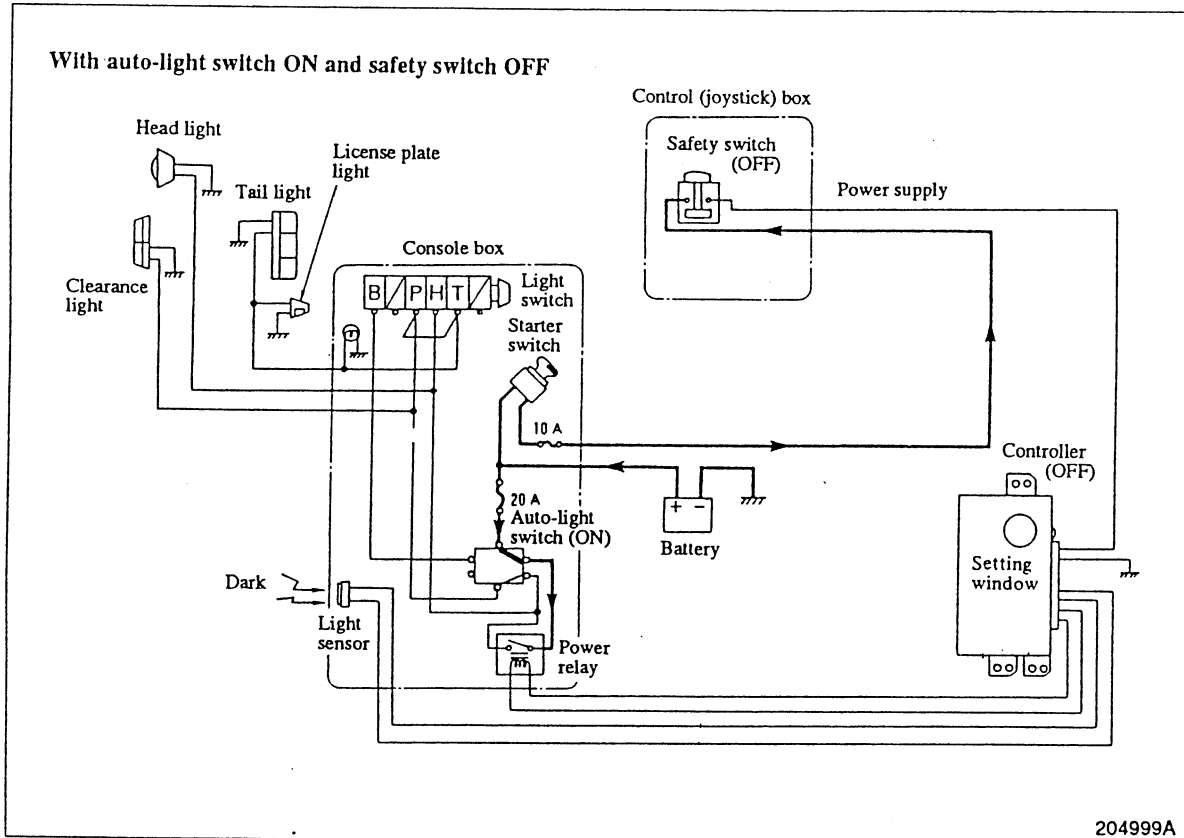 With auto-light switch ON and safety switch OFF
Control (joystick) box
Head light
Safety switch
(OFF)
License plate
light
Tail light
Power supply
Console box
Clearance
light
B
P
H
T
Light
switch
Starter
switch
10 A
Controller
(OFF)
20 A
Auto-light
switch (ON)
+ -
Battery
Setting
window
Dark
Light
sensor
Power
relay
204999A